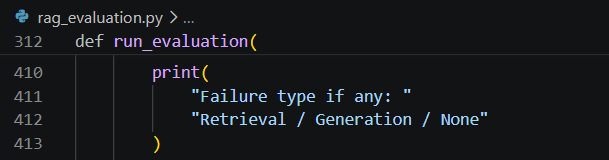 rag_evaluation.py > ...
312 def run_evaluation(
410 print(
411 "Failure type if any: "
412 "Retrieval / Generation / None"
413 )